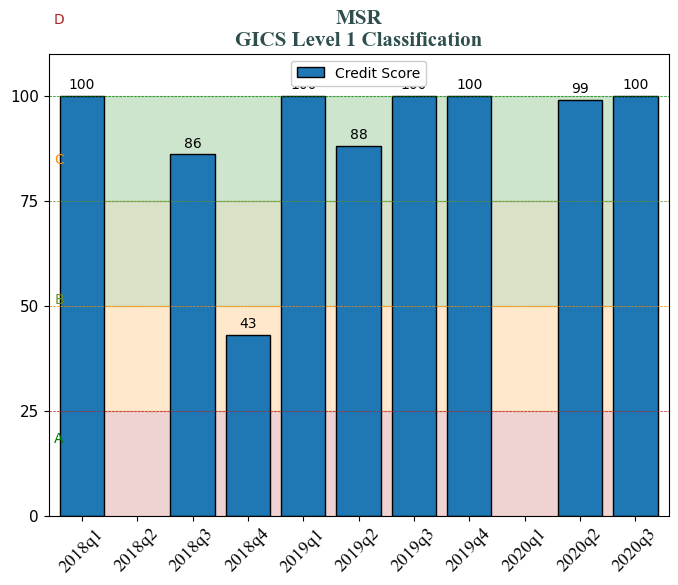 D
MSR
GICS Level 1 Classification
Credit Score
100
100
100
100
100
99
88
86
43
100
75
50
25
0
C
B
A
2018q1
2018q2
2018q3
2018q4
2019q1
2019q2
2019q3
2019q4
2020q1
2020q2
2020q3